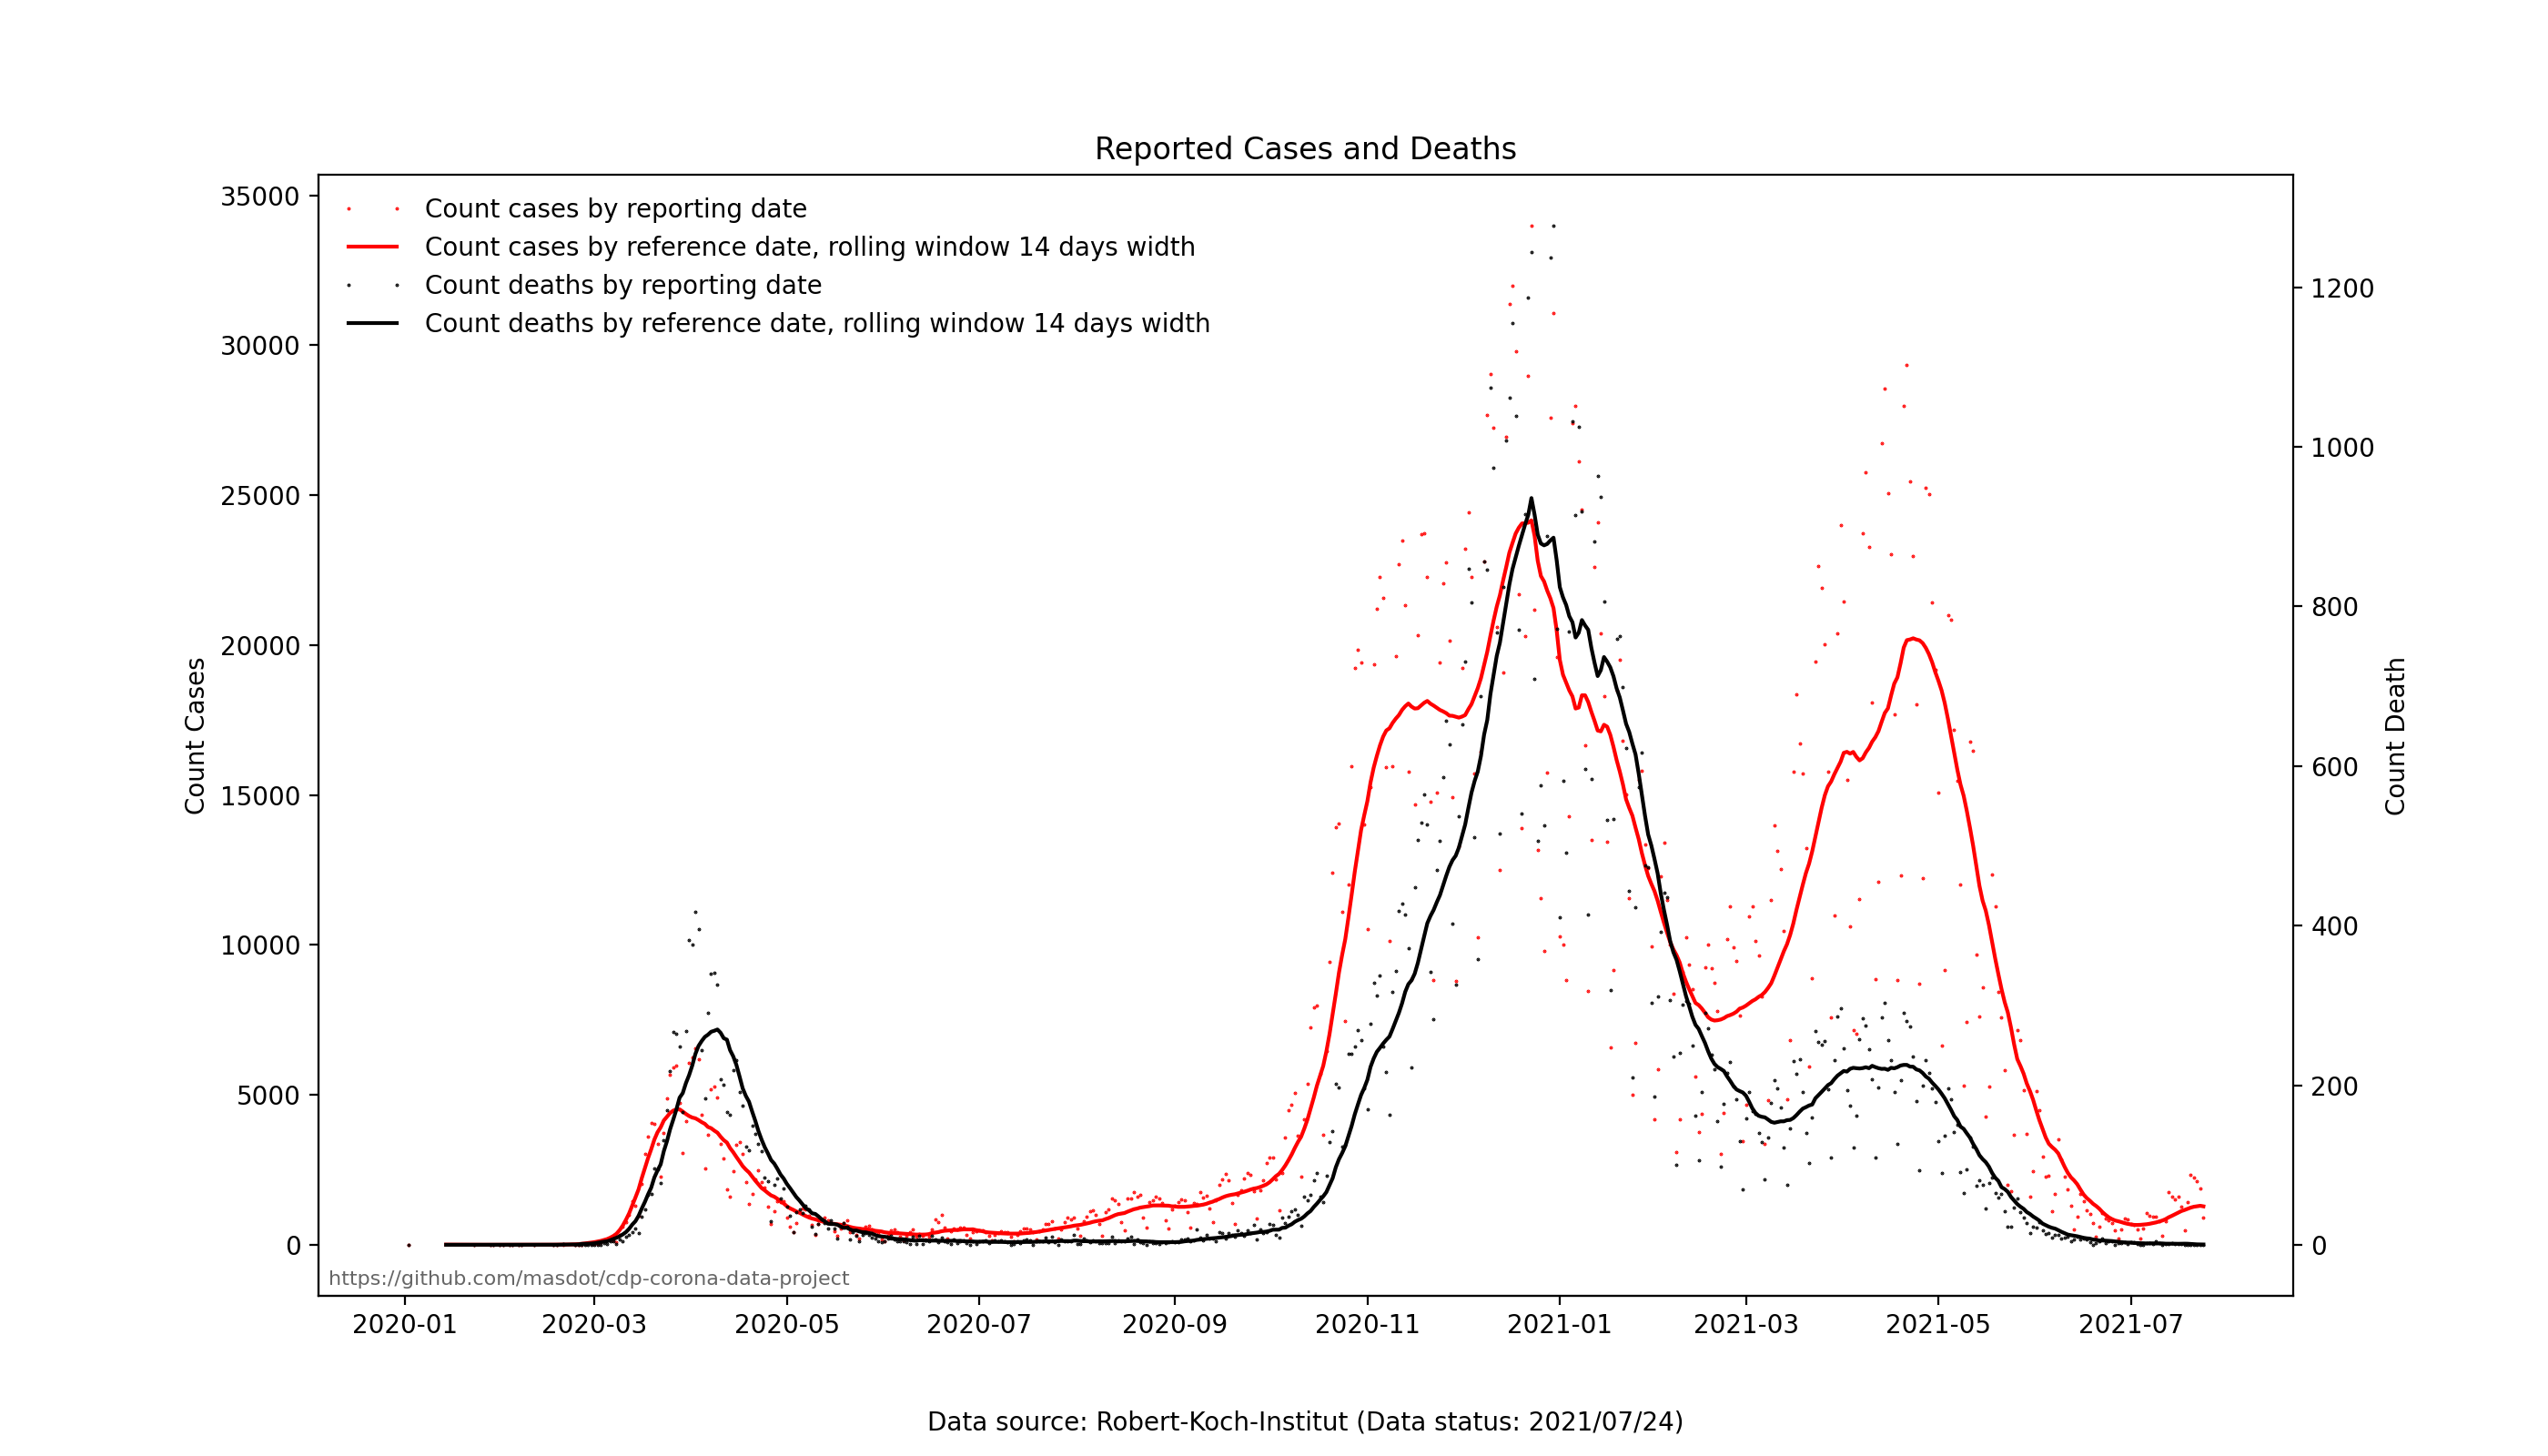 Reported Cases and Deaths
Count cases by reporting date
Count cases by reference date, rolling window 14 days width
Count deaths by reporting date
Count deaths by reference date, rolling window 14 days width
35000
30000
25000
20000
15000
10000
5000
0
Count Cases
1200
1000
800
600
400
200
0
Count Death
https://github.com/masdot/cdp-corona-data-project
2020-01 2020-03 2020-05 2020-07 2020-09 2020-11 2021-01 2021-03 2021-05 2021-07
Data source: Robert-Koch-Institut (Data status: 2021/07/24)